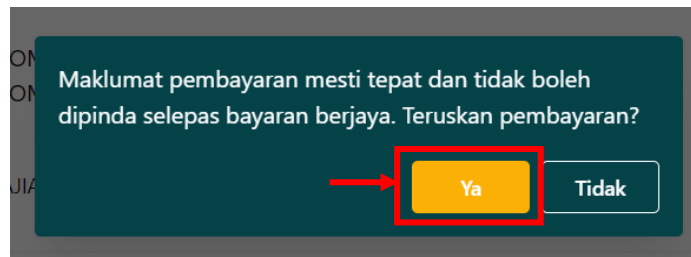 Maklumat pembayaran mesti tepat dan tidak boleh
dipinda selepas bayaran berjaya. Teruskan pembayaran?
Ya Tidak